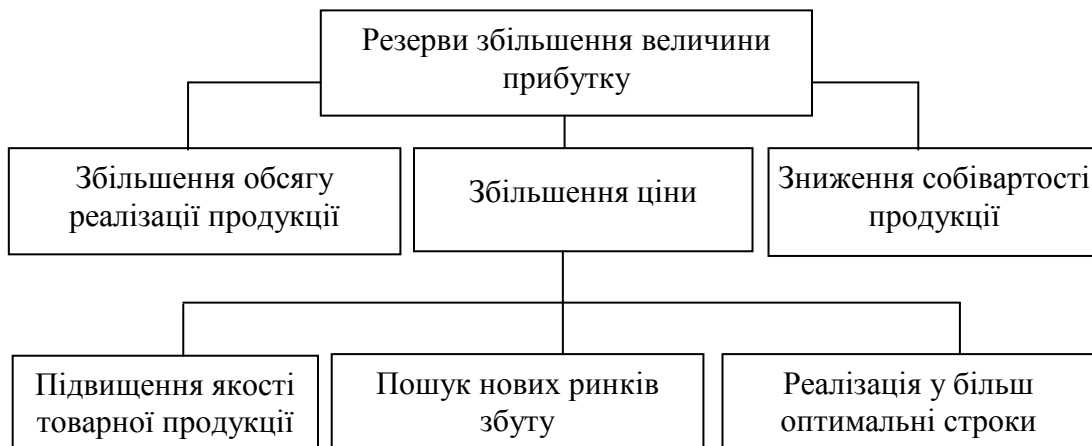 Резерви збільшення величини
прибутку
Збільшення обсягу
реалізації продукції
Збільшення ціни
Зниження собівартості
продукції
Підвищення якості
товарної продукції
Пошук нових ринків
збуту
Реалізація у більш
оптимальні строки